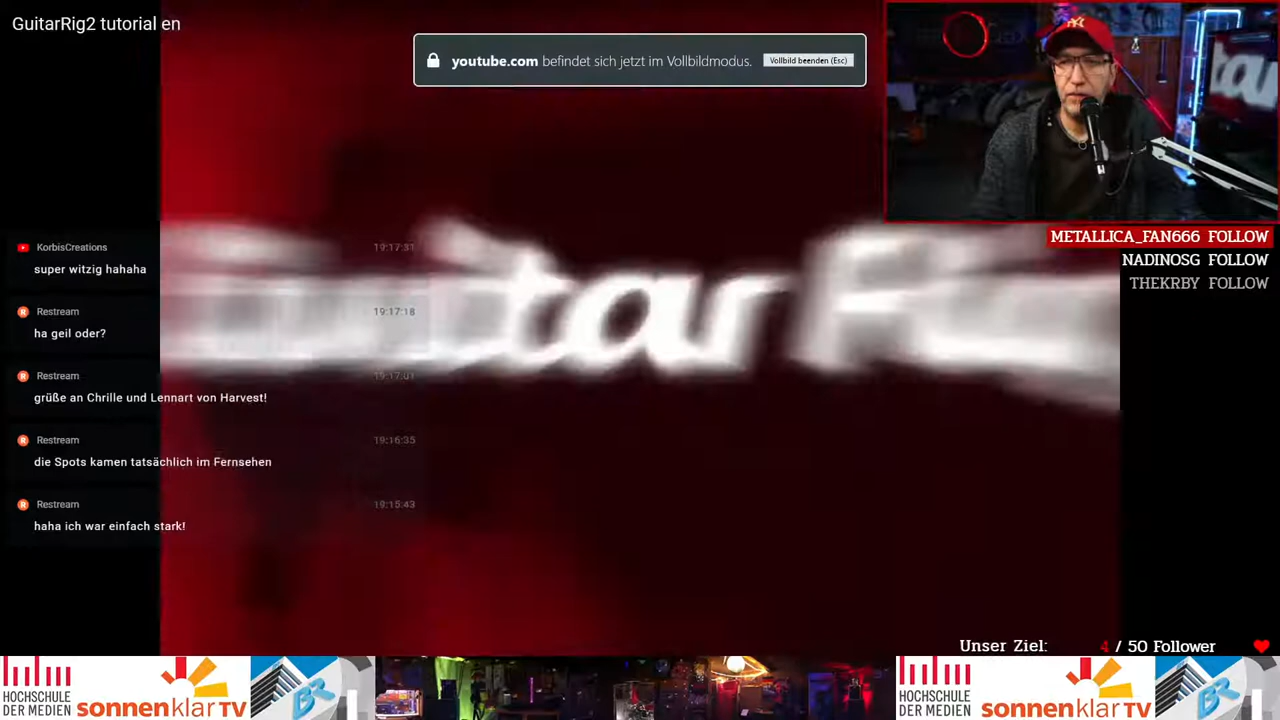 GuitarRig2 tutorial en
youtube.com befindet sich jetzt im Vollbildmodus. Vollbild beenden (Esc)
METALLICA_FAN666 FOLLOW
NADINOSG FOLLOW
THEKRBY FOLLOW
KorbisCreations 19:17:31
super witzig hahaha
Restream 19:17:18
ha geil oder?
Restream 19:17:01
grüße an Chrille und Lennart von Harvest!
Restream 19:16:35
die Spots kamen tatsächlich im Fernsehen
Restream 19:15:43
haha ich war einfach stark!
tar
Unser Ziel: 4 / 50 Follower
HOCHSCHULE
DER MEDIEN
sonnenklar TV
BR
HOCHSCHULE
DER MEDIEN
sonnenklar TV
BR